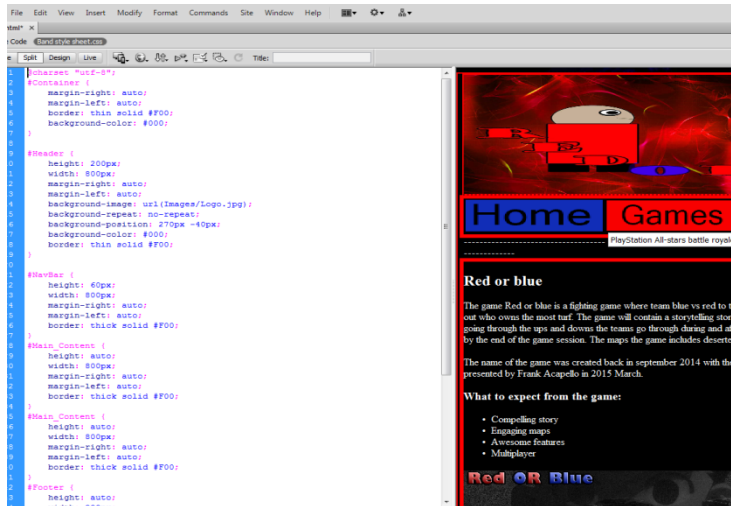 File Edit View Insert Modify Format Commands Site Window Help
html* ×
Code Band style sheet.css
Split Design Live Title:
@charset "utf-8";
#Container {
margin-right: auto;
margin-left: auto;
border: thin solid #F00;
background-color: #000;
}
#Header {
height: 200px;
width: 800px;
margin-right: auto;
margin-left: auto;
background-image: url(Images/Logo.jpg);
background-repeat: no-repeat;
background-position: 270px -40px;
background-color: #000;
border: thin solid #F00;
}
#NavBar {
height: 60px;
width: 800px;
margin-right: auto;
margin-left: auto;
border: thick solid #F00;
}
#Main_Content {
height: auto;
width: 800px;
margin-right: auto;
margin-left: auto;
border: thick solid #F00;
}
#Main_Content {
height: auto;
width: 800px;
margin-right: auto;
margin-left: auto;
border: thick solid #F00;
}
#Footer {
height: auto;
Home Games
PlayStation All-stars battle royale
Red or blue
The game Red or blue is a fighting game where team blue vs red to
out who owns the most turf. The game will contain a storytelling
going through the ups and downs the teams go through during and
by the end of the game session. The maps the game includes
The name of the game was created back in september 2014 with
presented by Frank Acapello in 2015 March.
What to expect from the game:
• Compelling story
• Engaging maps
• Awesome features
• Multiplayer
Red OR Blue